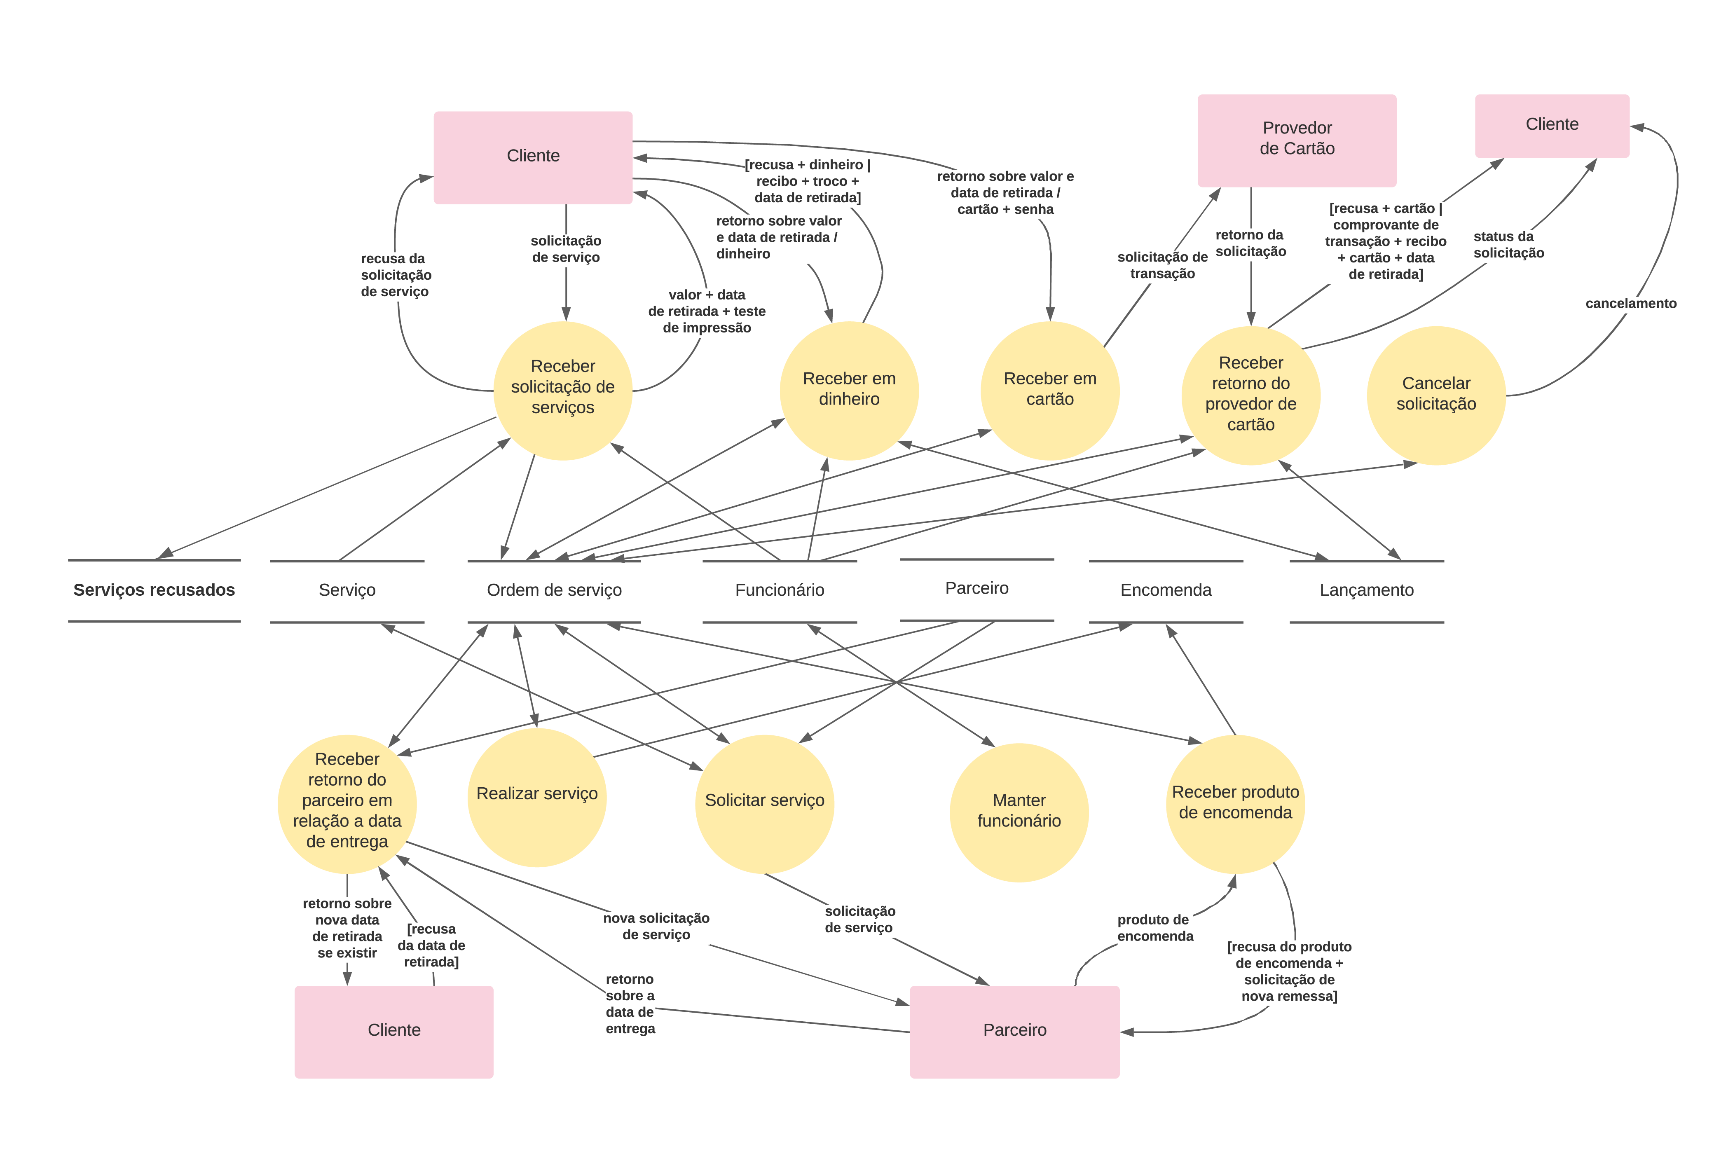 Cliente
Provedor
de Cartão
Cliente
[recusa + dinheiro |
recibo + troco +
data de retirada]
retorno sobre valor e
data de retirada /
cartão + senha
retorno sobre valor
e data de retirada /
dinheiro
[recusa + cartão |
comprovante de
transação + recibo
+ cartão + data
de retirada]
solicitação
de serviço
recusa da
solicitação
de serviço
solicitação de
transação
retorno da
solicitação
status da
solicitação
valor + data
de retirada + teste
de impressão
cancelamento
Receber
solicitação de
serviços
Receber em
dinheiro
Receber em
cartão
Receber
retorno do
provedor de
cartão
Cancelar
solicitação
Serviços recusados
Serviço
Ordem de serviço
Funcionário
Parceiro
Encomenda
Lançamento
Receber
retorno do
parceiro em
relação a data
de entrega
Realizar serviço
Solicitar serviço
Manter
funcionário
Receber produto
de encomenda
retorno sobre
nova data
de retirada
se existir
[recusa
da data de
retirada]
nova solicitação
de serviço
solicitação
de serviço
produto de
encomenda
[recusa do produto
de encomenda +
solicitação de
nova remessa]
retorno
sobre a
data de
entrega
Cliente
Parceiro